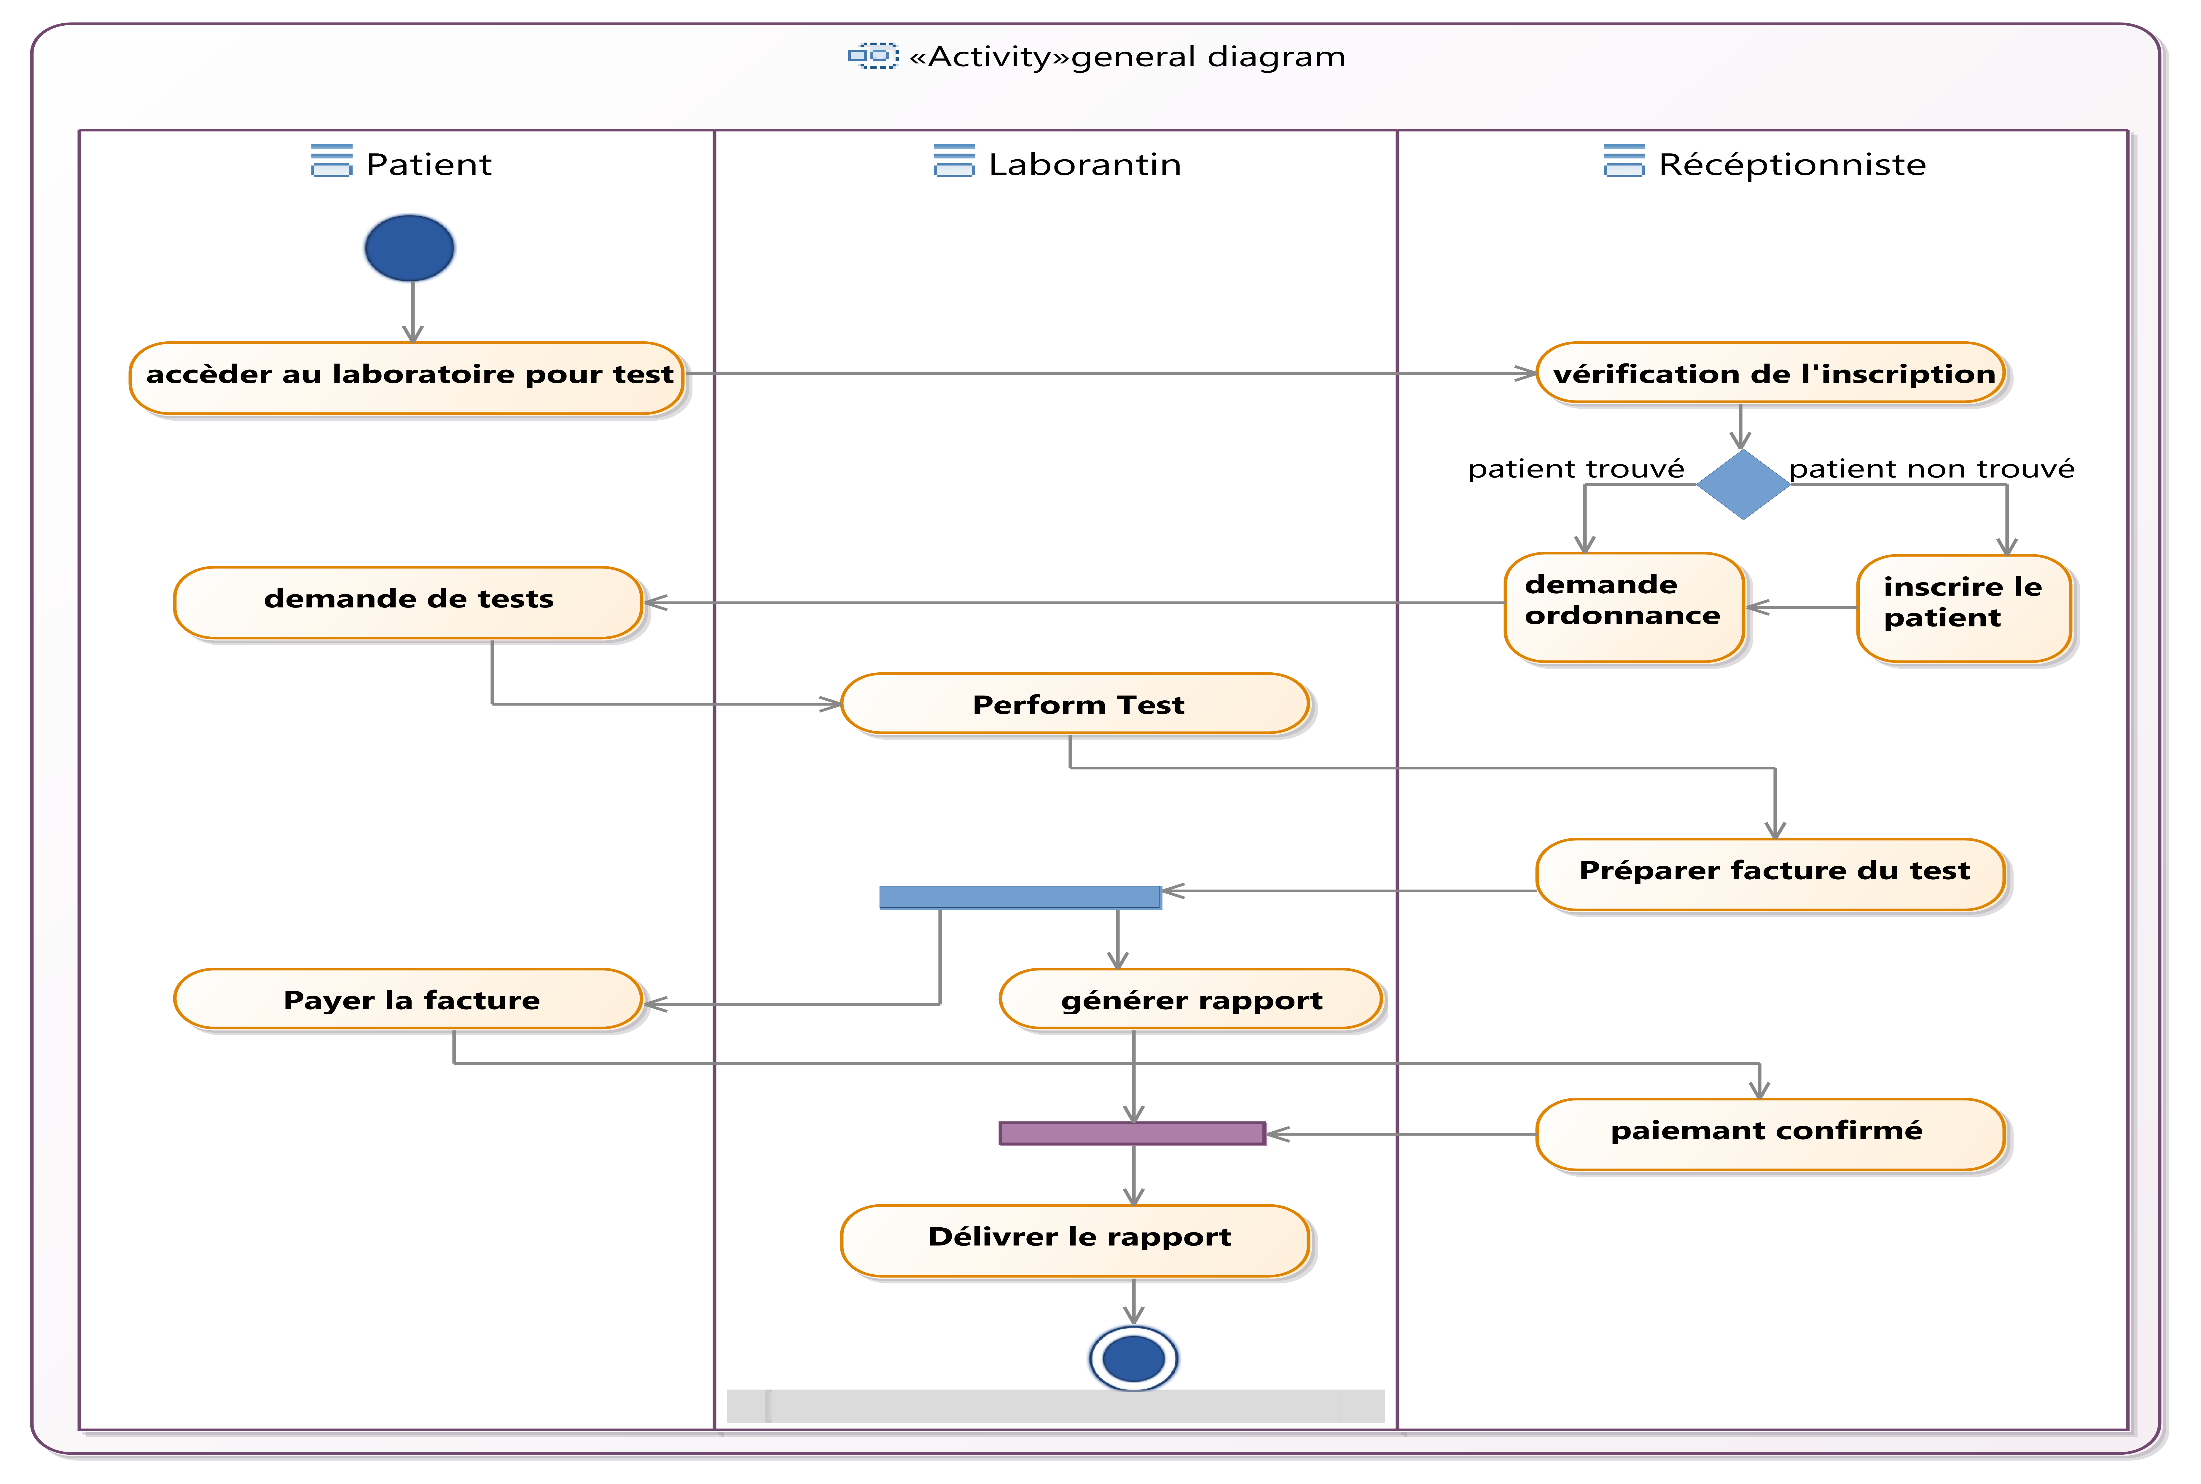 «Activity»general diagram
Patient
Laborantin
Récéptionniste
accèder au laboratoire pour test
vérification de l'inscription
patient trouvé
patient non trouvé
demande de tests
demande
ordonnance
inscrire le
patient
Perform Test
Préparer facture du test
Payer la facture
générer rapport
paiemant confirmé
Délivrer le rapport